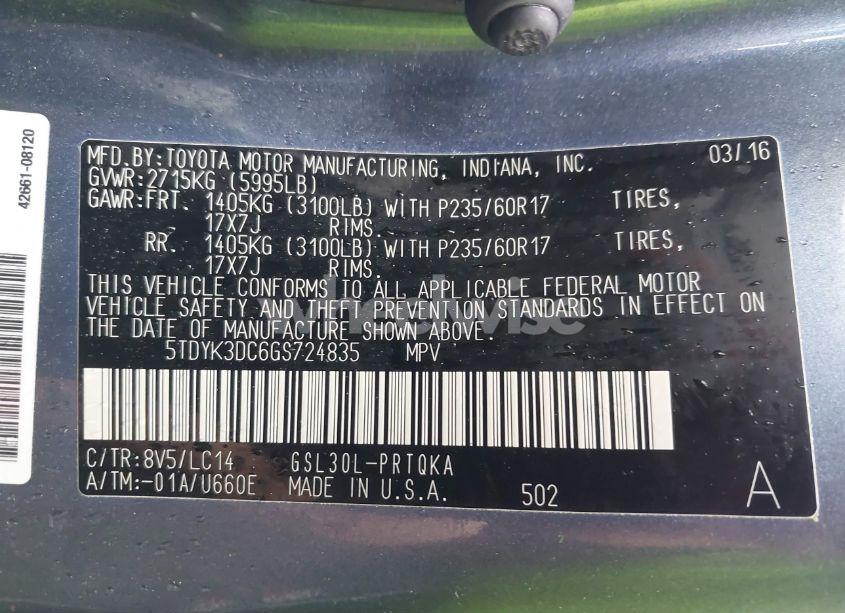 42661-08120
MFD.BY:TOYOTA MOTOR MANUFACTURING, INDIANA, INC. 03/16
GVWR:2715KG (5995LB)
GAWR:FRT. 1405KG (3100LB) WITH P235/60R17 TIRES,
17X7J RIMS.
RR. 1405KG (3100LB) WITH P235/60R17 TIRES,
17X7J RIMS.
THIS VEHICLE CONFORMS TO ALL APPLICABLE FEDERAL MOTOR
VEHICLE SAFETY AND THEFT PREVENTION STANDARDS IN EFFECT ON
THE DATE OF MANUFACTURE SHOWN ABOVE.
5TDYK3DC6GS724835 MPV
C/TR:8V5/LC14 GSL30L-PRTQKA
A/TM:-01A/U660E MADE IN U.S.A. 502 A